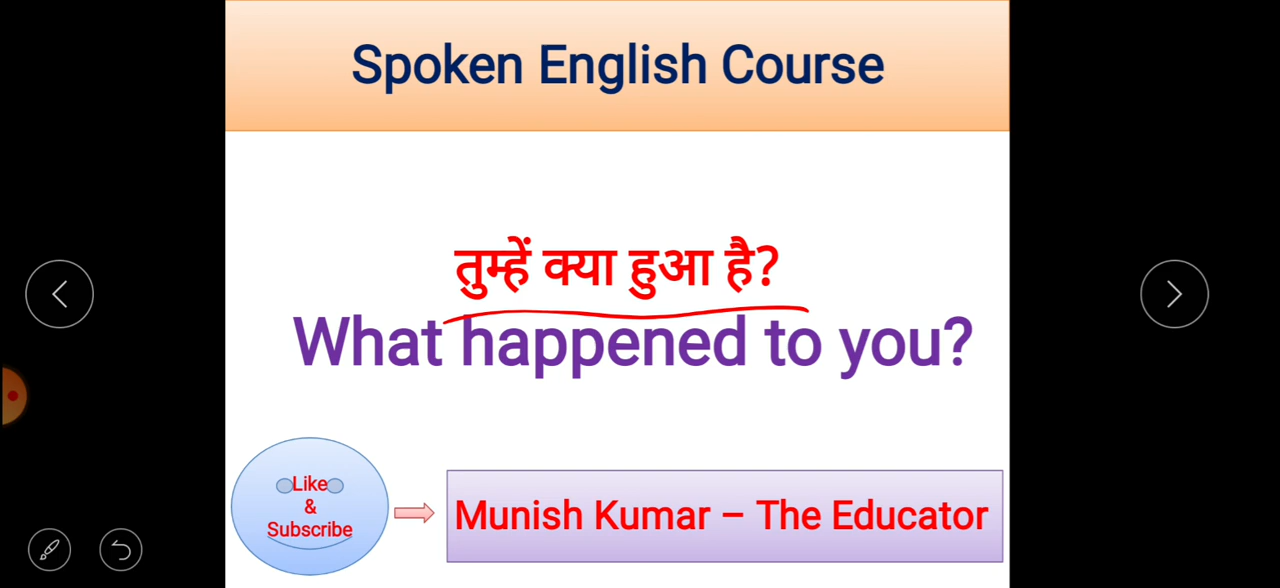 Spoken English Course
तुम्हें क्या हुआ है?
What happened to you?
Like
&
Subscribe
Munish Kumar – The Educator